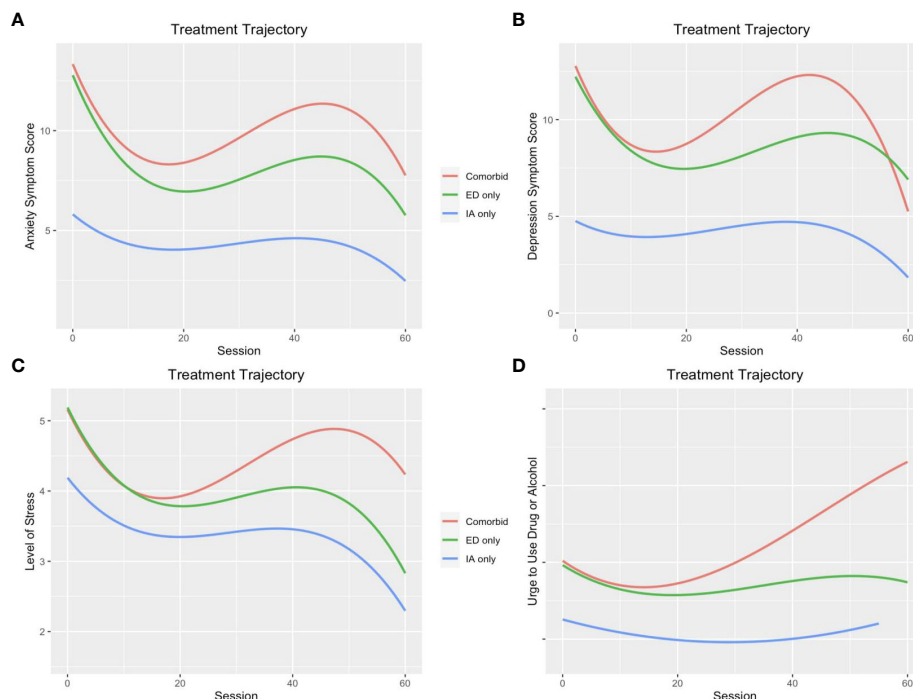 A
Treatment Trajectory
Anxiety Symptom Score
10
5
0
20
40
60
Session
Comorbid
ED only
IA only
B
Treatment Trajectory
Depression Symptom Score
10
5
0
0
20
40
60
Session
C
Treatment Trajectory
Level of Stress
5
4
3
2
0
20
40
60
Session
Comorbid
ED only
IA only
D
Treatment Trajectory
Urge to Use Drug or Alcohol
0
20
40
60
Session